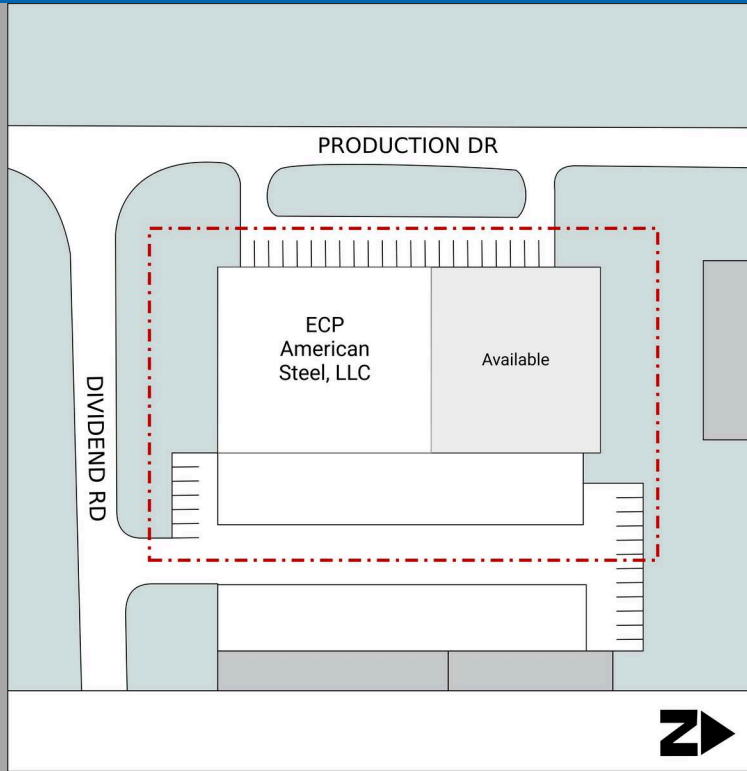 PRODUCTION DR
ECP
American
Steel, LLC
Available
DIVIDEND RD
N